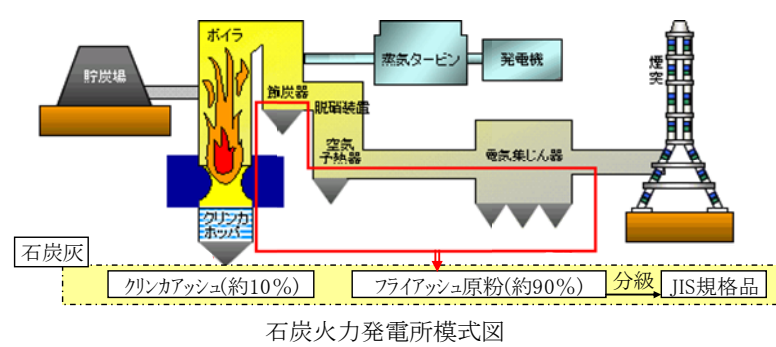 ボイラ
貯炭場
蒸気タービン
発電機
煙突
節炭器
脱硝装置
空気
予熱器
電気集じん器
クリンカ
ホッパ
石炭灰
クリンカアッシュ(約10%)
フライアッシュ原粉(約90%)
分級
JIS規格品
石炭火力発電所模式図